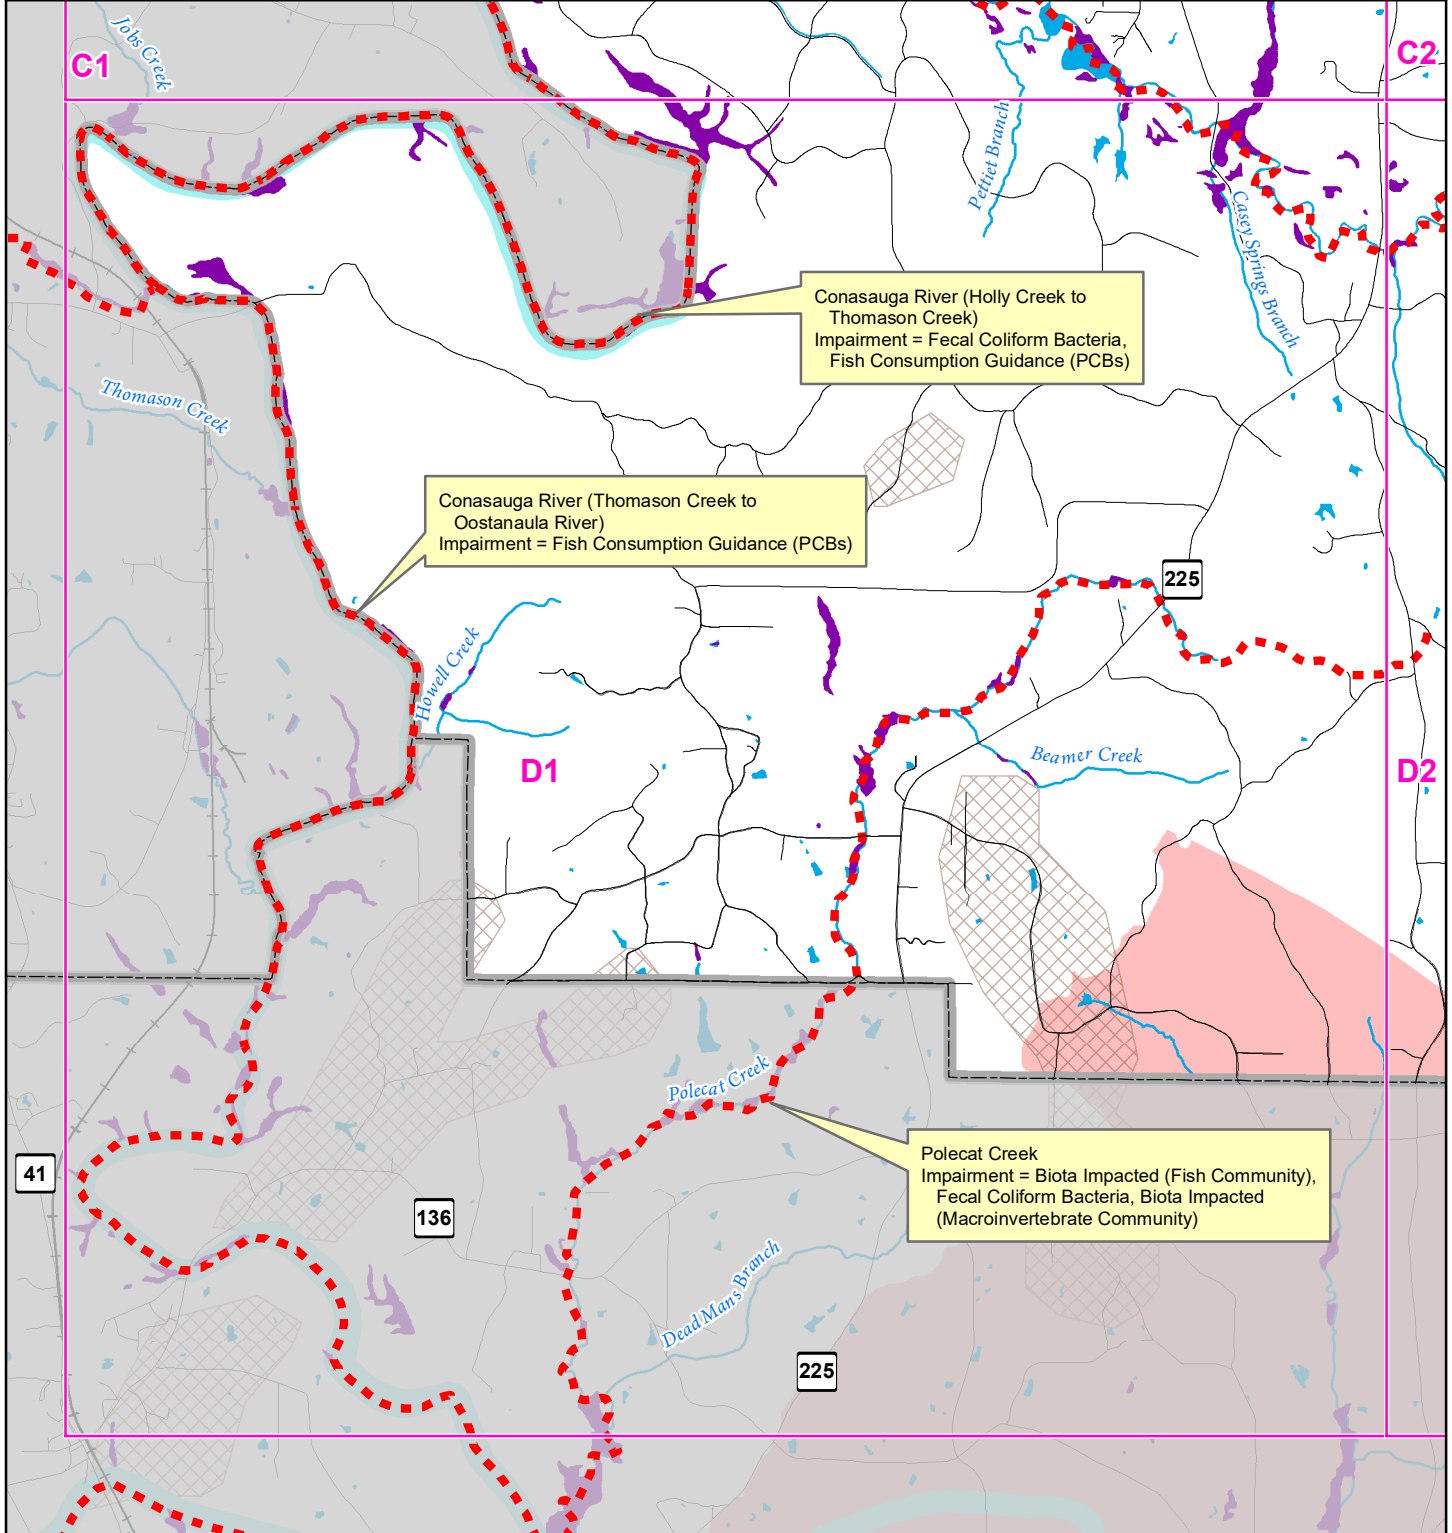 Jobs Creek
C1
C2
Pettiet Branch
Casey Springs Branch
Conasauga River (Holly Creek to
Thomason Creek)
Impairment = Fecal Coliform Bacteria,
Fish Consumption Guidance (PCBs)
Thomason Creek
Conasauga River (Thomason Creek to
Oostanaula River)
Impairment = Fish Consumption Guidance (PCBs)
225
Howell Creek
Beamer Creek
D1
D2
Polecat Creek
Polecat Creek
Impairment = Biota Impacted (Fish Community),
Fecal Coliform Bacteria, Biota Impacted
(Macroinvertebrate Community)
41
136
Dead Mans Branch
225